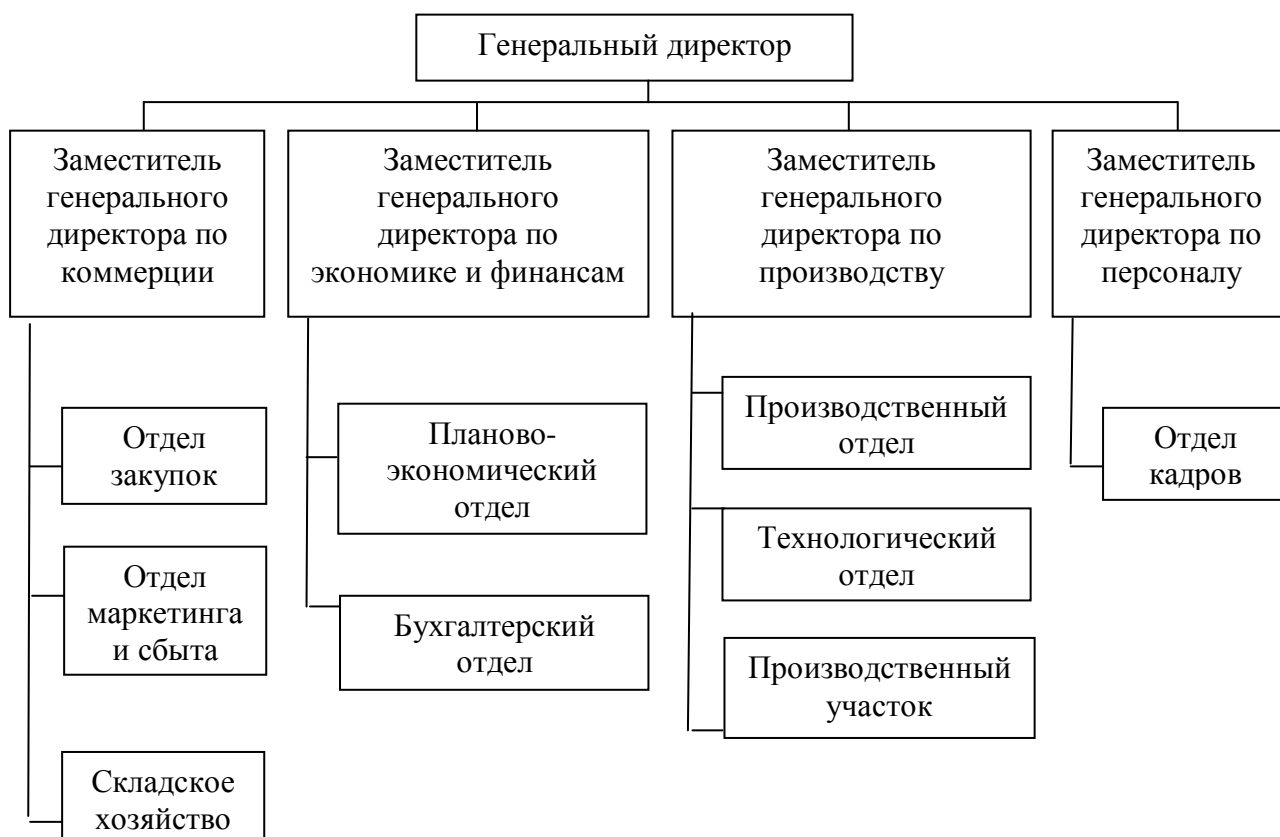 Генеральный директор
Заместитель
генерального
директора по
коммерции
Заместитель
генерального
директора по
экономике и финансам
Заместитель
генерального
директора по
производству
Заместитель
генерального
директора по
персоналу
Отдел
закупок
Отдел
маркетинга
и сбыта
Складское
хозяйство
Планово-
экономический
отдел
Бухгалтерский
отдел
Производственный
отдел
Технологический
отдел
Производственный
участок
Отдел
кадров